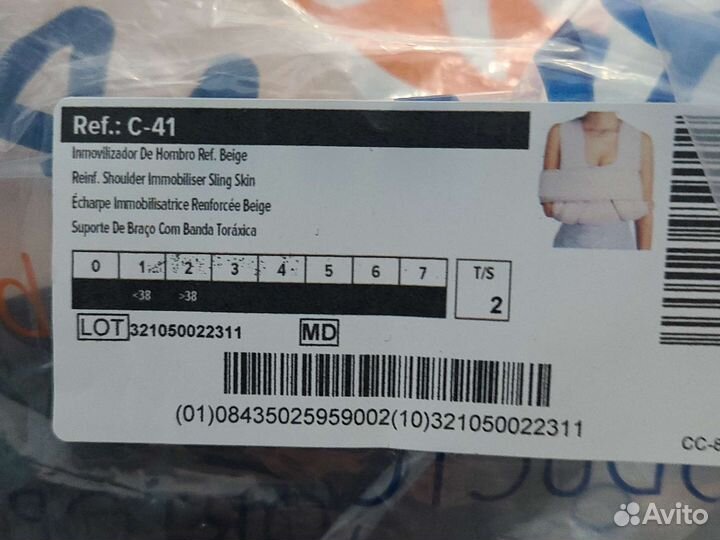 Ref.: C-41
Inmovilizador De Hombro Ref. Beige
Reinf. Shoulder Immobiliser Sling Skin
Écharpe Immobilisatrice Renforcée Beige
Suporte De Braço Com Banda Toráxica
0 1 2 3 4 5 6 7 T/S
<38 >38 2
LOT 321050022311 MD
(01)08435025959002(10)321050022311
Avito